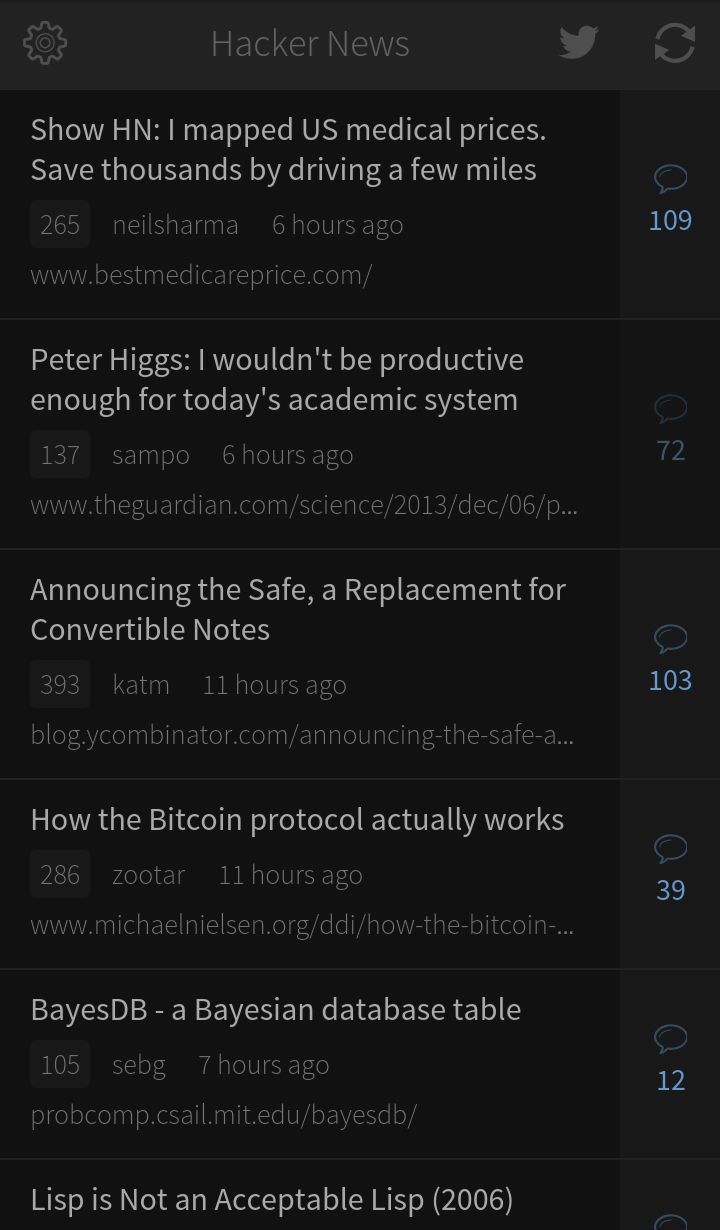 Hacker News
Show HN: I mapped US medical prices.
Save thousands by driving a few miles
265 neilsharma 6 hours ago
109
www.bestmedicareprice.com/
Peter Higgs: I wouldn't be productive
enough for today's academic system
137 sampo 6 hours ago
72
www.theguardian.com/science/2013/dec/06/p...
Announcing the Safe, a Replacement for
Convertible Notes
393 katm 11 hours ago
103
blog.ycombinator.com/announcing-the-safe-a...
How the Bitcoin protocol actually works
286 zootar 11 hours ago
39
www.michaelnielsen.org/ddi/how-the-bitcoin-...
BayesDB - a Bayesian database table
105 sebg 7 hours ago
12
probcomp.csail.mit.edu/bayesdb/
Lisp is Not an Acceptable Lisp (2006)